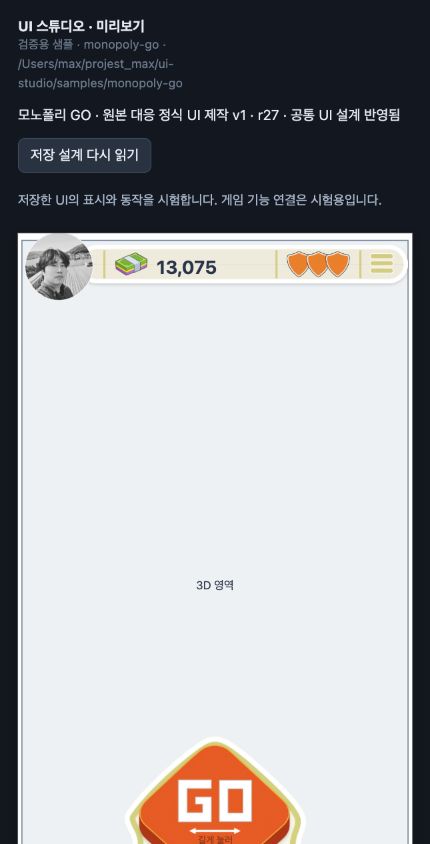 UI 스튜디오 · 미리보기
검증용 샘플 · monopoly-go ·
/Users/max/projest_max/ui-
studio/samples/monopoly-go
모노폴리 GO · 원본 대응 정식 UI 제작 v1 · r27 · 공통 UI 설계 반영됨
저장 설계 다시 읽기
저장한 UI의 표시와 동작을 시험합니다. 게임 기능 연결은 시험용입니다.
13,075
3D 영역
GO
길게 눌러